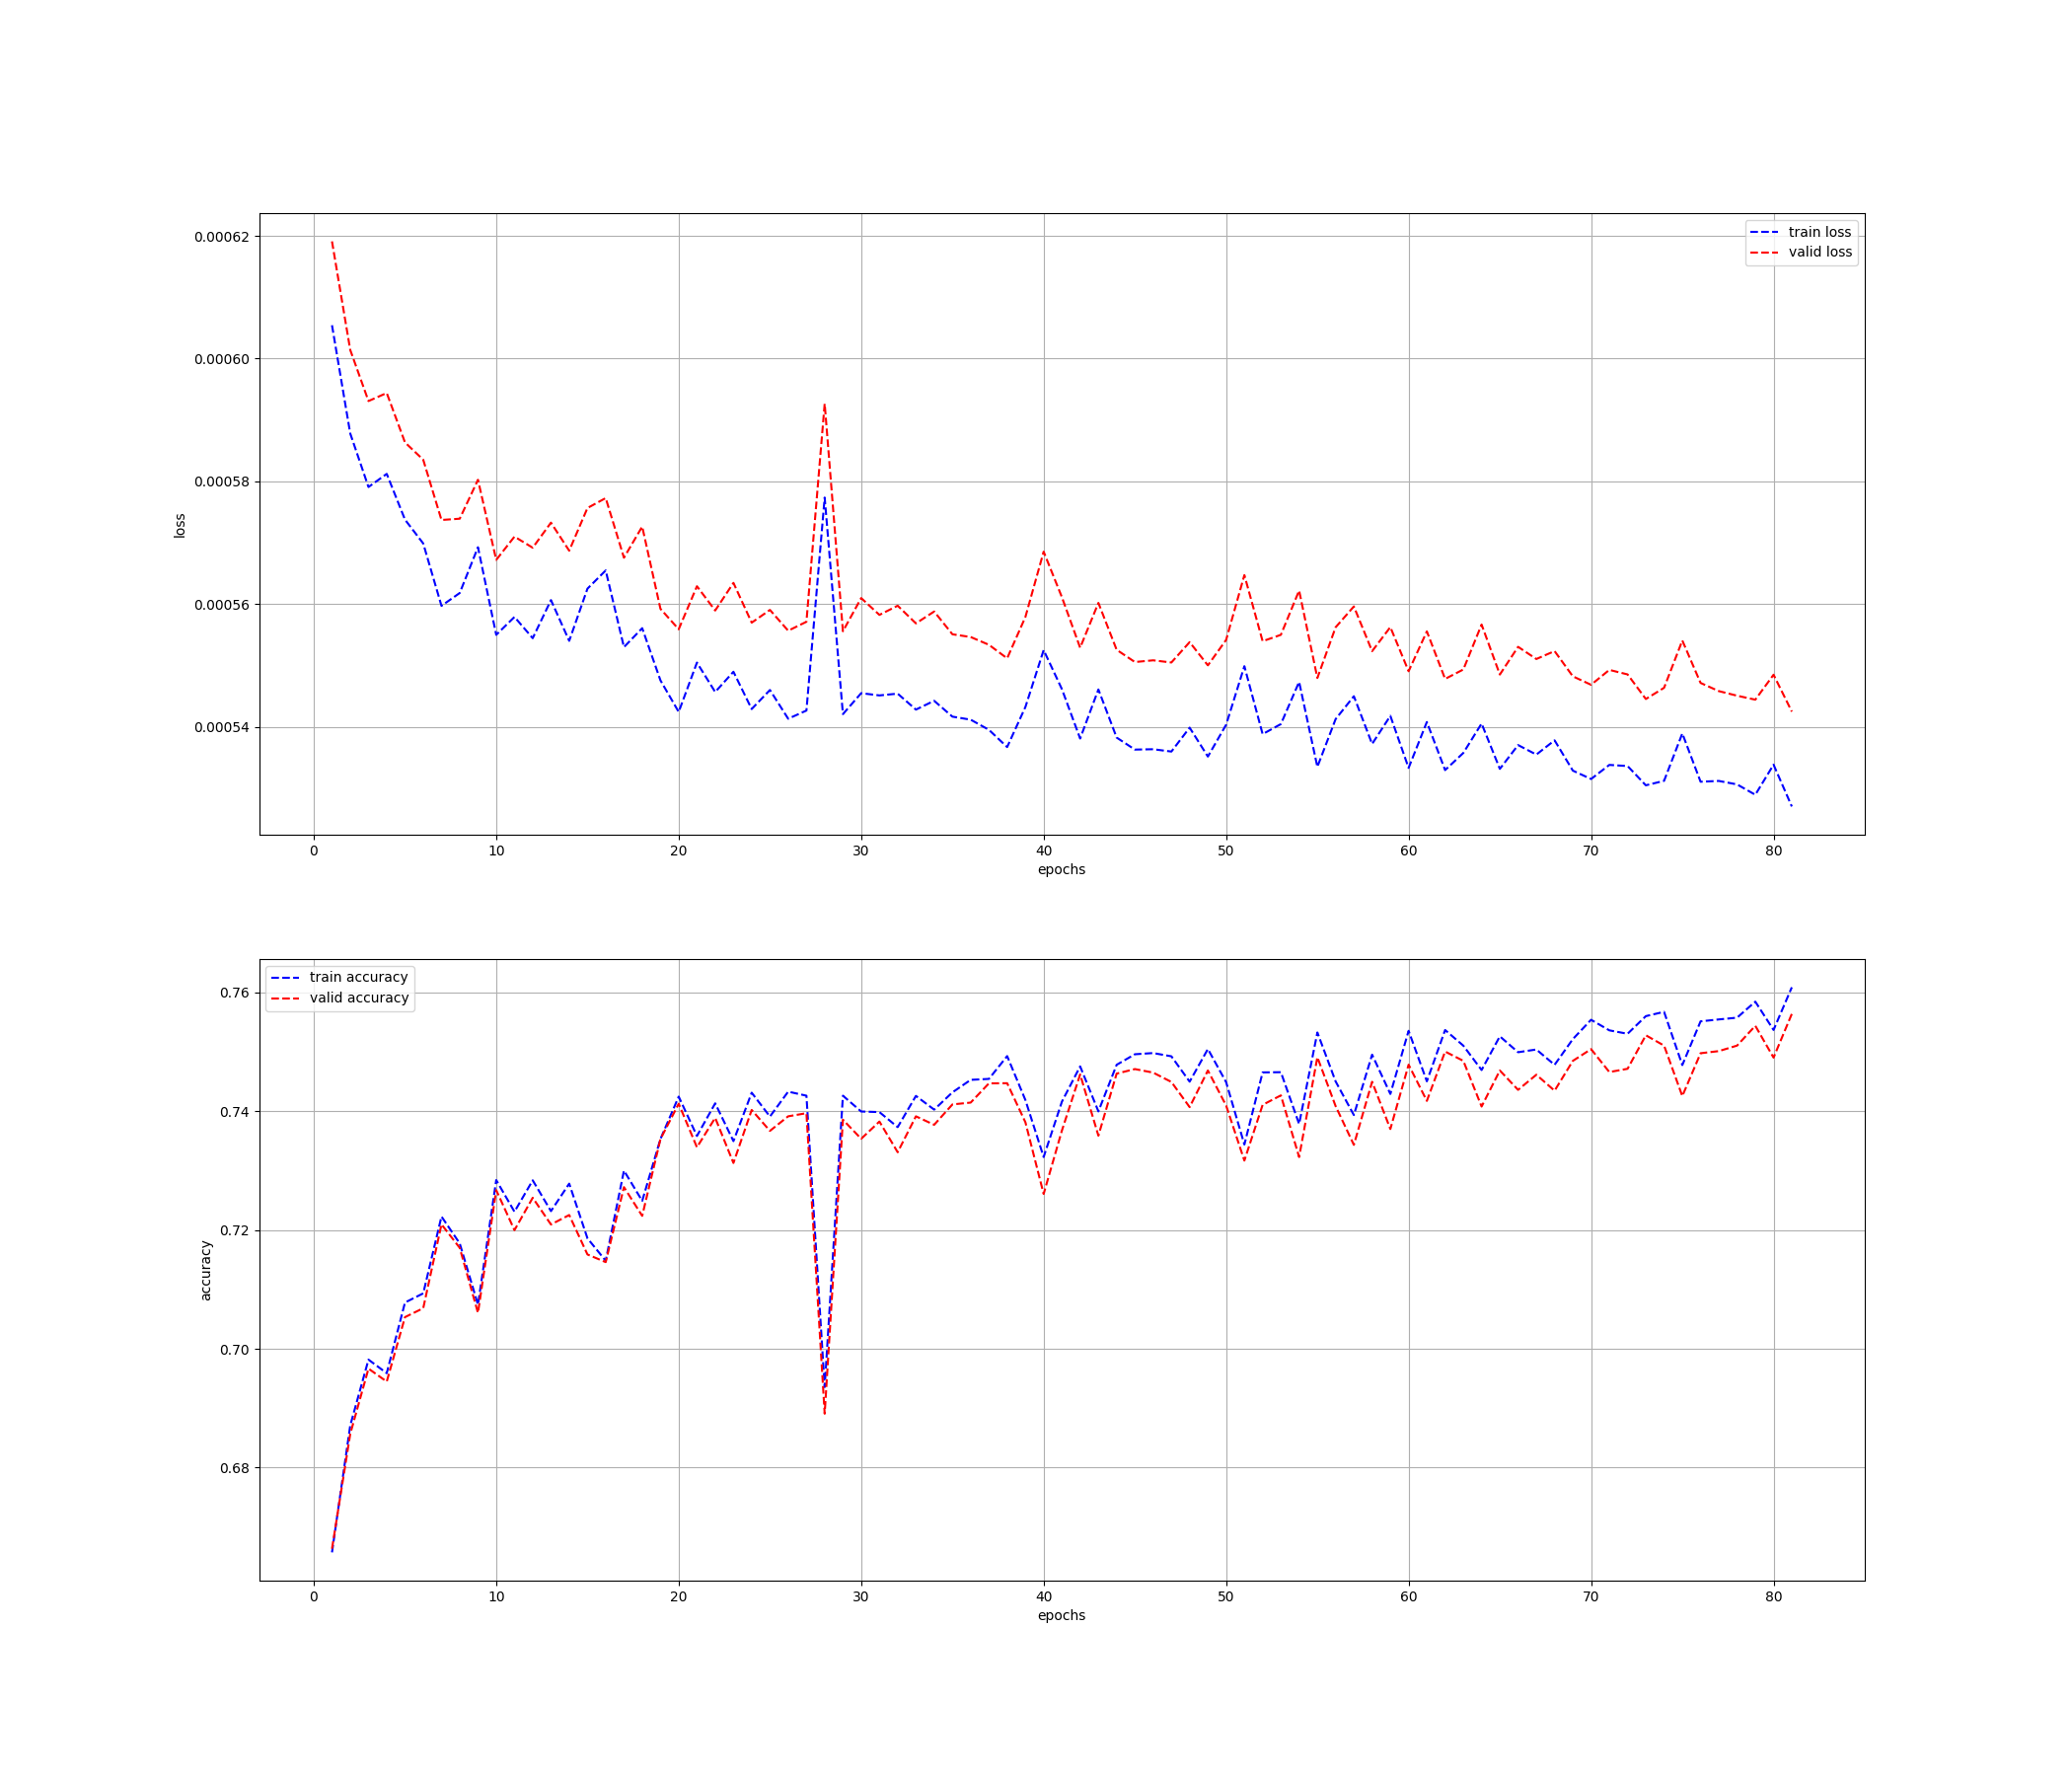 0.00062
0.00060
0.00058
0.00056
0.00054
loss
train loss
valid loss
0 10 20 30 40 50 60 70 80
epochs
0.76
0.74
0.72
0.70
0.68
accuracy
train accuracy
valid accuracy
0 10 20 30 40 50 60 70 80
epochs